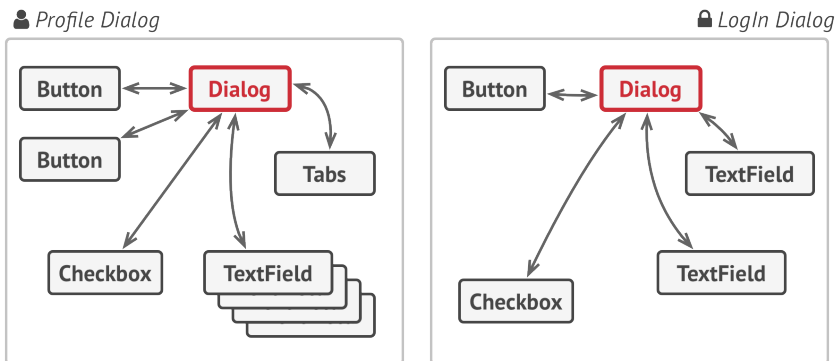 Profile Dialog
Button
Dialog
Button
Tabs
Checkbox
TextField
LogIn Dialog
Button
Dialog
TextField
TextField
Checkbox